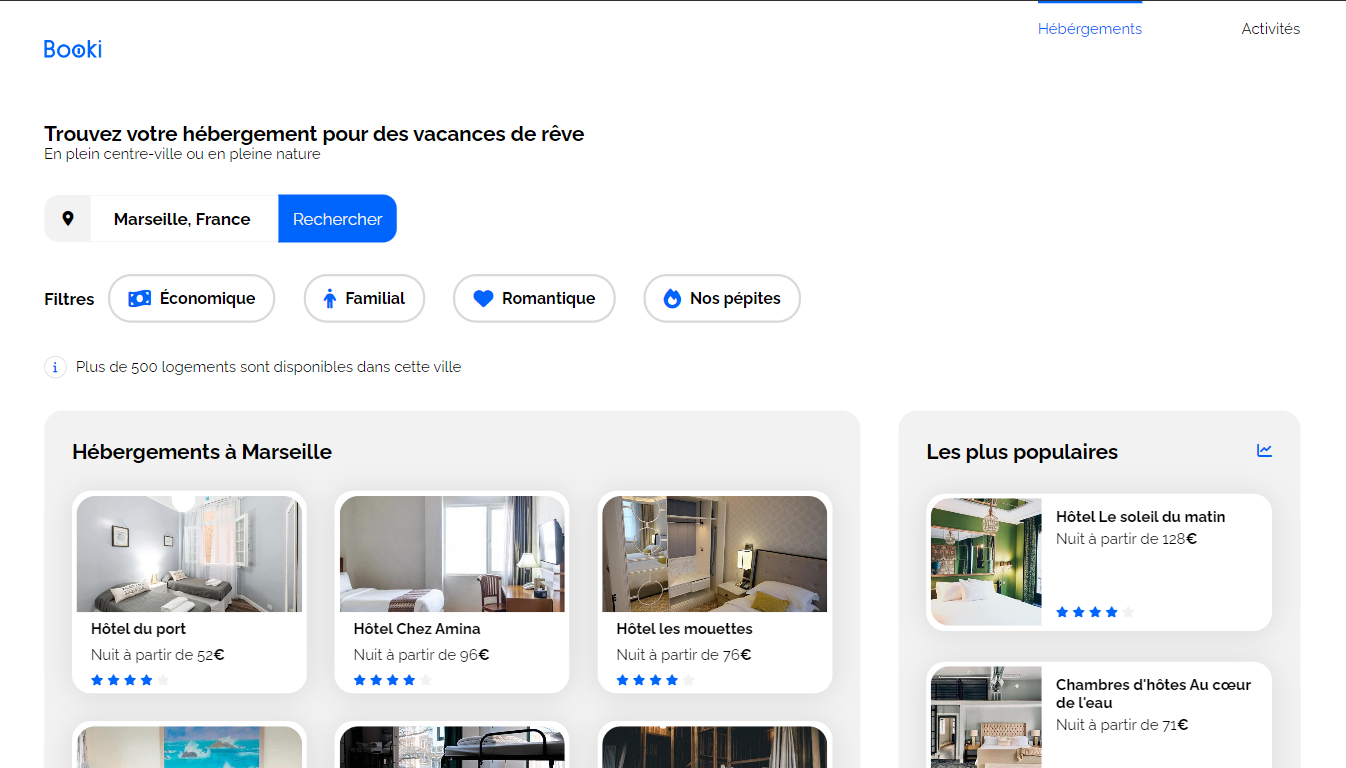 Booki
Hébérgements
Activités
Trouvez votre hébergement pour des vacances de rêve
En plein centre-ville ou en pleine nature
Marseille, France
Rechercher
Filtres
Économique
Familial
Romantique
Nos pépites
i
Plus de 500 logements sont disponibles dans cette ville
Hébergements à Marseille
Hôtel du port
Nuit à partir de 52€
Hôtel Chez Amina
Nuit à partir de 96€
Hôtel les mouettes
Nuit à partir de 76€
Les plus populaires
Hôtel Le soleil du matin
Nuit à partir de 128€
Chambres d'hôtes Au cœur
de l'eau
Nuit à partir de 71€